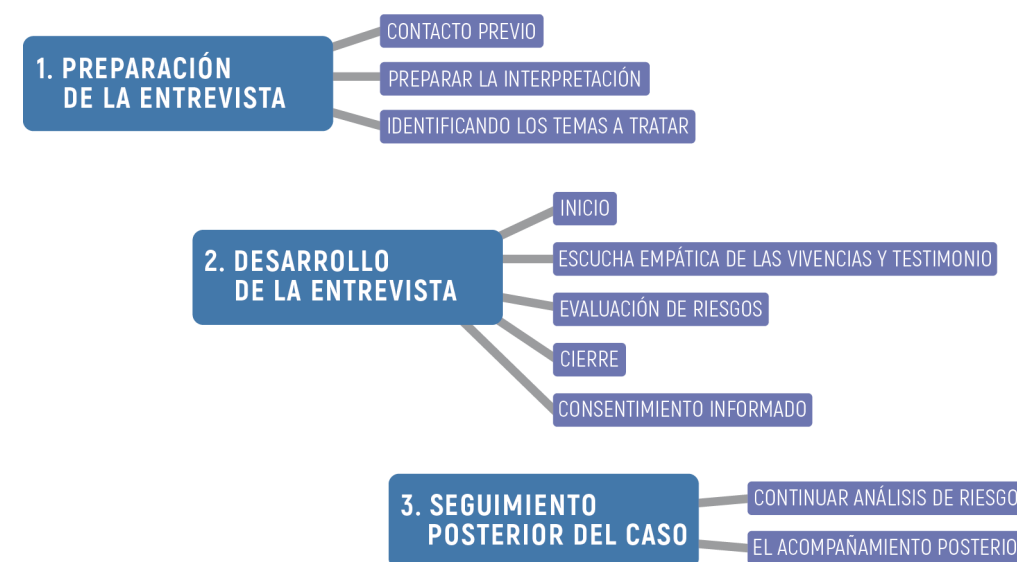 1. PREPARACIÓN
DE LA ENTREVISTA
CONTACTO PREVIO
PREPARAR LA INTERPRETACIÓN
IDENTIFICANDO LOS TEMAS A TRATAR
2. DESARROLLO
DE LA ENTREVISTA
INICIO
ESCUCHA EMPÁTICA DE LAS VIVENCIAS Y TESTIMONIO
EVALUACIÓN DE RIESGOS
CIERRE
CONSENTIMIENTO INFORMADO
3. SEGUIMIENTO
POSTERIOR DEL CASO
CONTINUAR ANÁLISIS DE RIESGO
EL ACOMPAÑAMIENTO POSTERIO